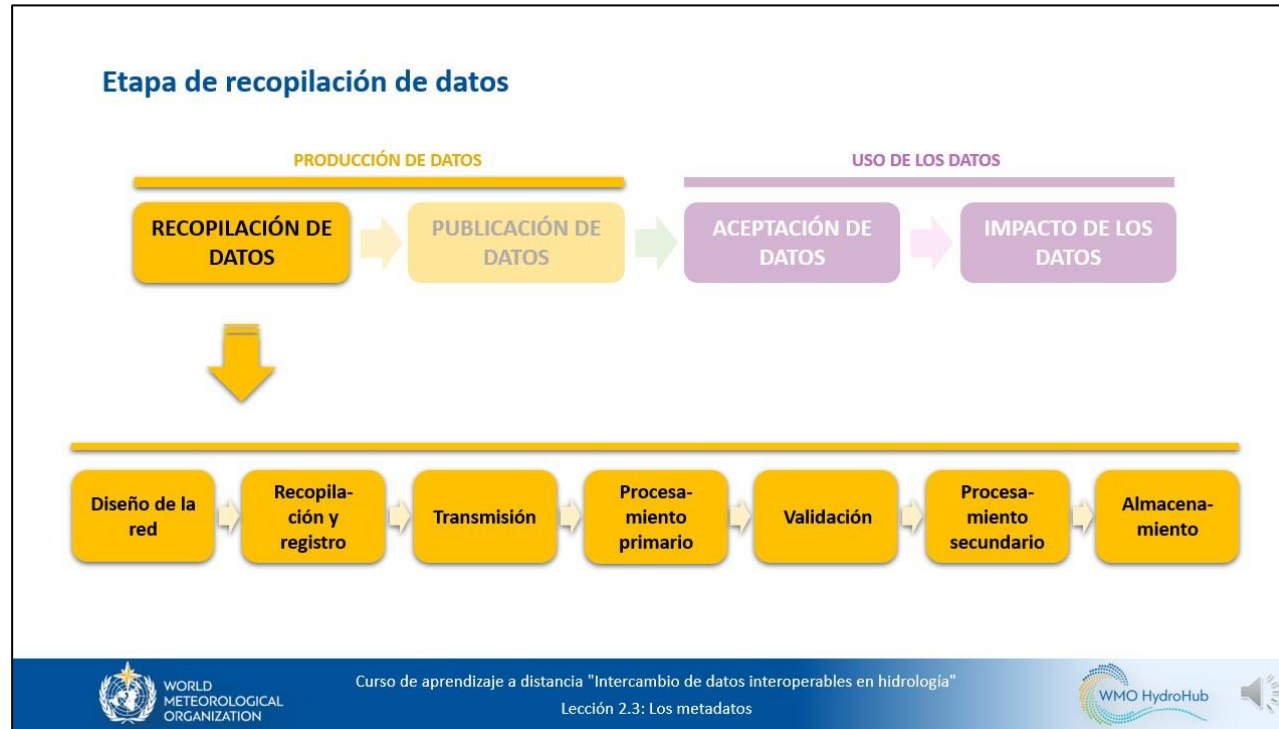 Etapa de recopilación de datos
PRODUCCIÓN DE DATOS
USO DE LOS DATOS
RECOPILACIÓN DE
DATOS
PUBLICACIÓN DE
DATOS
ACEPTACIÓN DE
DATOS
IMPACTO DE LOS
DATOS
Diseño de la
red
Recopila-
ción y
registro
Transmisión
Procesa-
miento
primario
Validación
Procesa-
miento
secundario
Almacena-
miento
WORLD
METEOROLOGICAL
ORGANIZATION
Curso de aprendizaje a distancia "Intercambio de datos interoperables en hidrología"
Lección 2.3: Los metadatos
WMO HydroHub